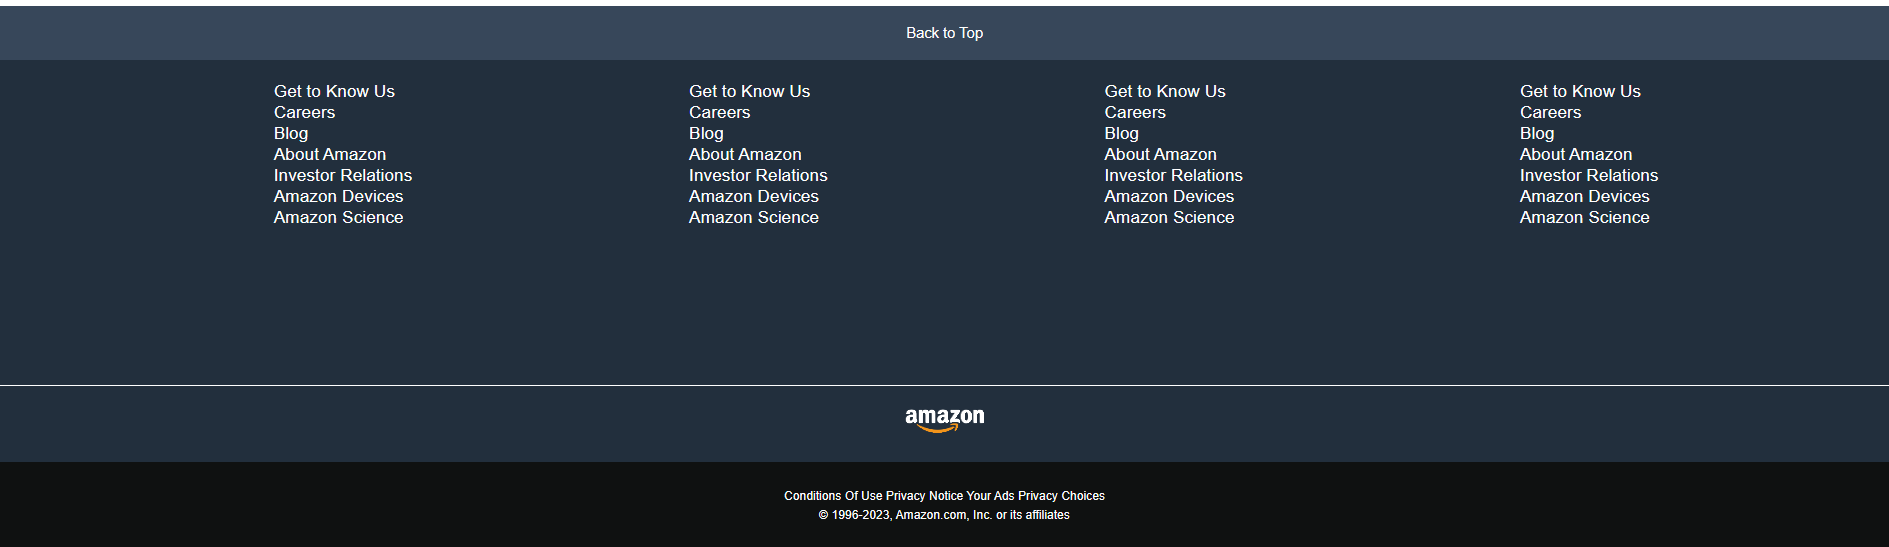 Back to Top
Get to Know Us
Careers
Blog
About Amazon
Investor Relations
Amazon Devices
Amazon Science
Get to Know Us
Careers
Blog
About Amazon
Investor Relations
Amazon Devices
Amazon Science
Get to Know Us
Careers
Blog
About Amazon
Investor Relations
Amazon Devices
Amazon Science
Get to Know Us
Careers
Blog
About Amazon
Investor Relations
Amazon Devices
Amazon Science
amazon
Conditions Of Use Privacy Notice Your Ads Privacy Choices
© 1996-2023, Amazon.com, Inc. or its affiliates